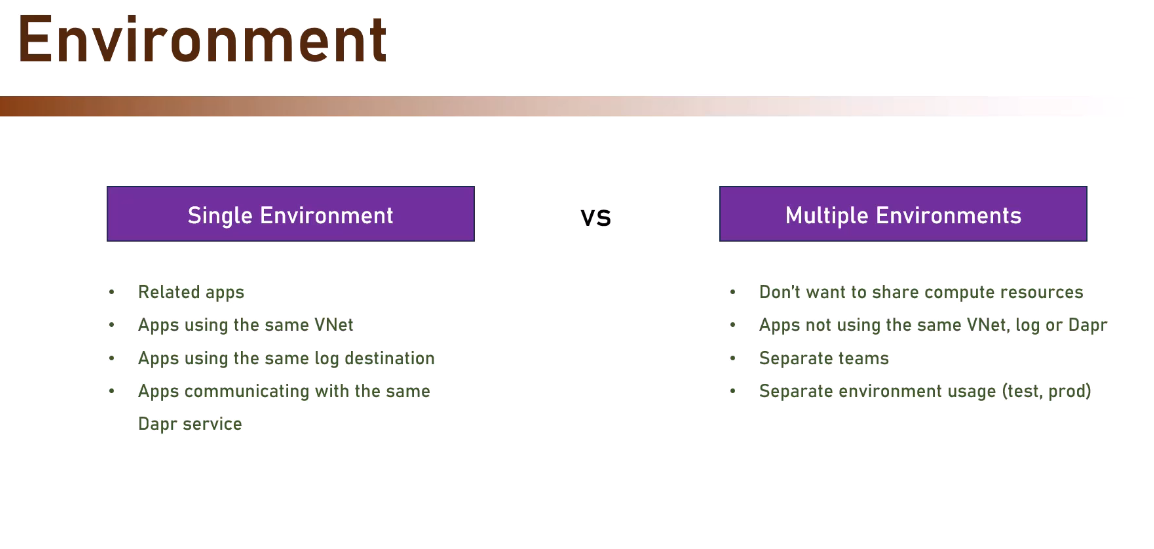 Environment
Single Environment
vs
Multiple Environments
• Related apps
• Apps using the same VNet
• Apps using the same log destination
• Apps communicating with the same
Dapr service
• Don't want to share compute resources
• Apps not using the same VNet, log or Dapr
• Separate teams
• Separate environment usage (test, prod)